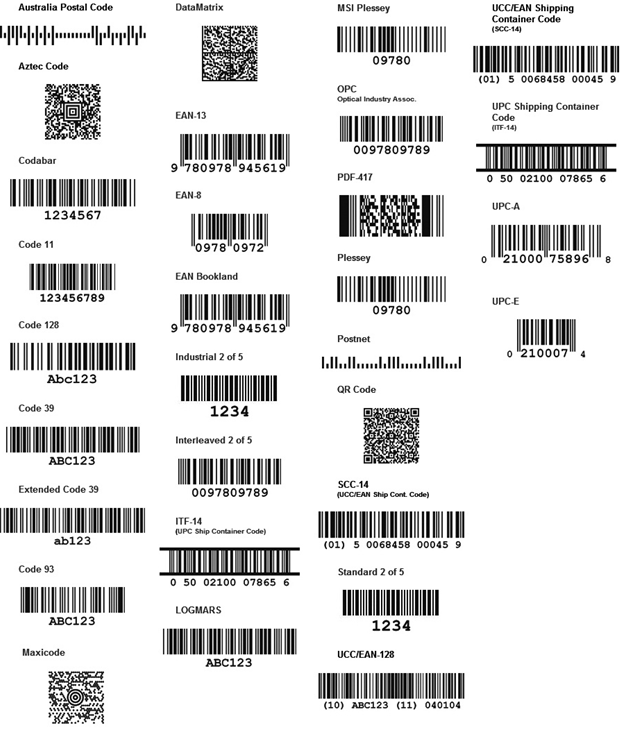 Australia Postal Code
Aztec Code
Codabar
1234567
Code 11
123456789
Code 128
Abc123
Code 39
ABC123
Extended Code 39
ab123
Code 93
ABC123
Maxicode
DataMatrix
EAN-13
9 780978 945619
EAN-8
0978 0972
EAN Bookland
9 780978 945619
Industrial 2 of 5
1234
Interleaved 2 of 5
0097809789
ITF-14
(UPC Ship Container Code)
0 50 02100 07865 6
LOGMARS
ABC123
MSI Plessey
09780
OPC
Optical Industry Assoc.
0097809789
PDF-417
Plessey
09780
Postnet
QR Code
SCC-14
(UCC/EAN Ship Cont. Code)
(01) 5 0068458 00045 9
Standard 2 of 5
1234
UCC/EAN-128
(10) ABC123 (11) 040104
UCC/EAN Shipping
Container Code
(SCC-14)
(01) 5 0068458 00045 9
UPC Shipping Container
Code
(ITF-14)
0 50 02100 07865 6
UPC-A
0 21000 75896 8
UPC-E
0 210007 4